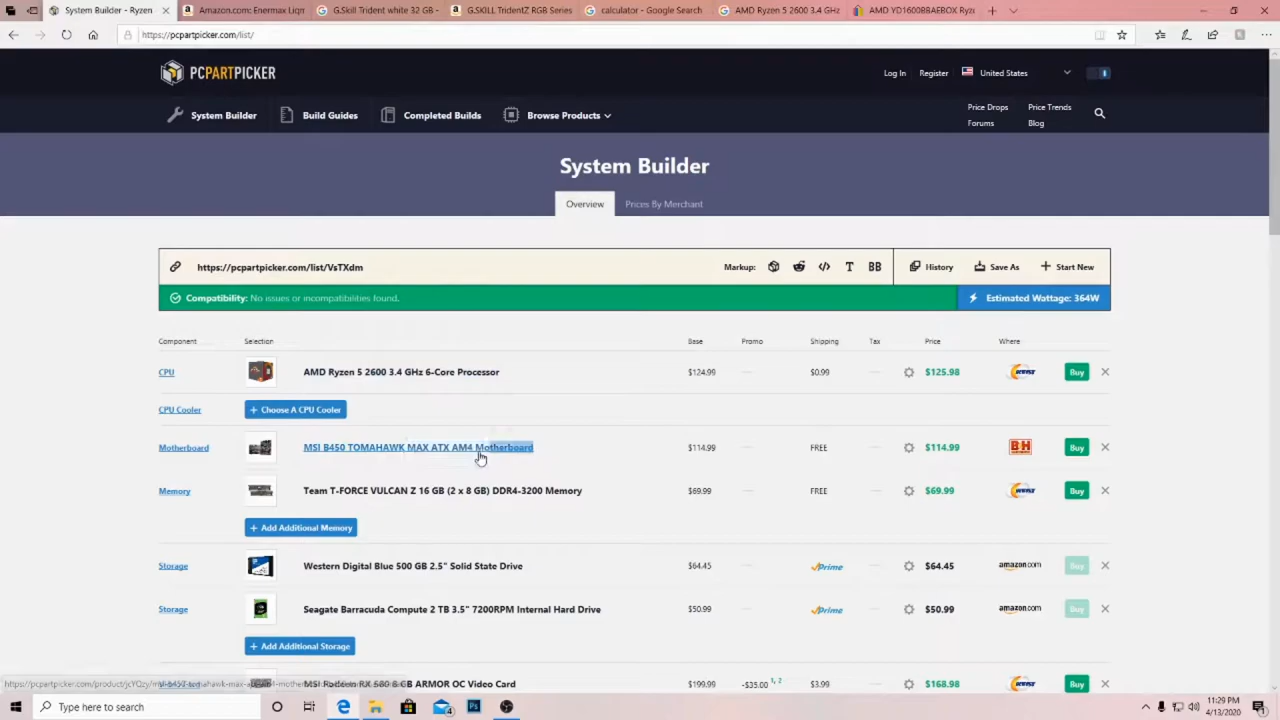 System Builder - Ryzen
Amazon.com: Enermax Liqm
G.Skill Trident white 32 GB -
G.SKILL TridentZ RGB Series
calculator - Google Search
AMD Ryzen 5 2600 3.4 GH
AMD YD1600BBAEBOX Ryz
https://pcpartpicker.com/list/
PCPARTPICKER
Log In
Register
United States
System Builder
Build Guides
Completed Builds
Browse Products
Price Drops
Price Trends
Forums
Blog
System Builder
Overview
Prices By Merchant
https://pcpartpicker.com/list/VsTXdm
Markup:
T
BB
History
Save As
+ Start New
Compatibility: No issues or incompatibilities found.
Estimated Wattage: 364W
Component
Selection
Base
Promo
Shipping
Tax
Price
Where
CPU
AMD Ryzen 5 2600 3.4 GHz 6-Core Processor
$124.99
$0.99
$125.98
Buy
CPU Cooler
+ Choose A CPU Cooler
Motherboard
MSI B450 TOMAHAWK MAX ATX AM4 Motherboard
$114.99
FREE
$114.99
B&H
Buy
Memory
Team T-FORCE VULCAN Z 16 GB (2 x 8 GB) DDR4-3200 Memory
$69.99
FREE
$69.99
Buy
+ Add Additional Memory
Storage
Western Digital Blue 500 GB 2.5" Solid State Drive
$64.45
Prime
$64.45
amazon.com
Buy
Storage
Seagate Barracuda Compute 2 TB 3.5" 7200RPM Internal Hard Drive
$50.99
Prime
$50.99
amazon.com
Buy
+ Add Additional Storage
MSI Radeon RX 580 8 GB ARMOR OC Video Card
$199.99
$3.99
$168.98
Buy
Type here to search
4
11:29 PM
4/13/2020